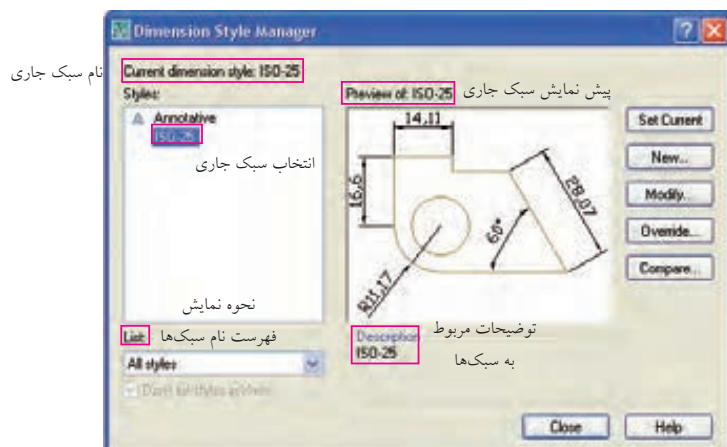 Dimension Style Manager
نام سبک جاری
Current dimension style: ISO-25
Styles:
Preview of: ISO-25
پیش نمایش سبک جاری
Annotative
ISO-25
انتخاب سبک جاری
14,11
16,6
28,07
60°
R11,17
Set Current
New...
Modify...
Override...
Compare...
نحوه نمایش
List:
فهرست نام سبک‌ها
All styles
Description
توضیحات مربوط
ISO-25
به سبک‌ها
Close
Help